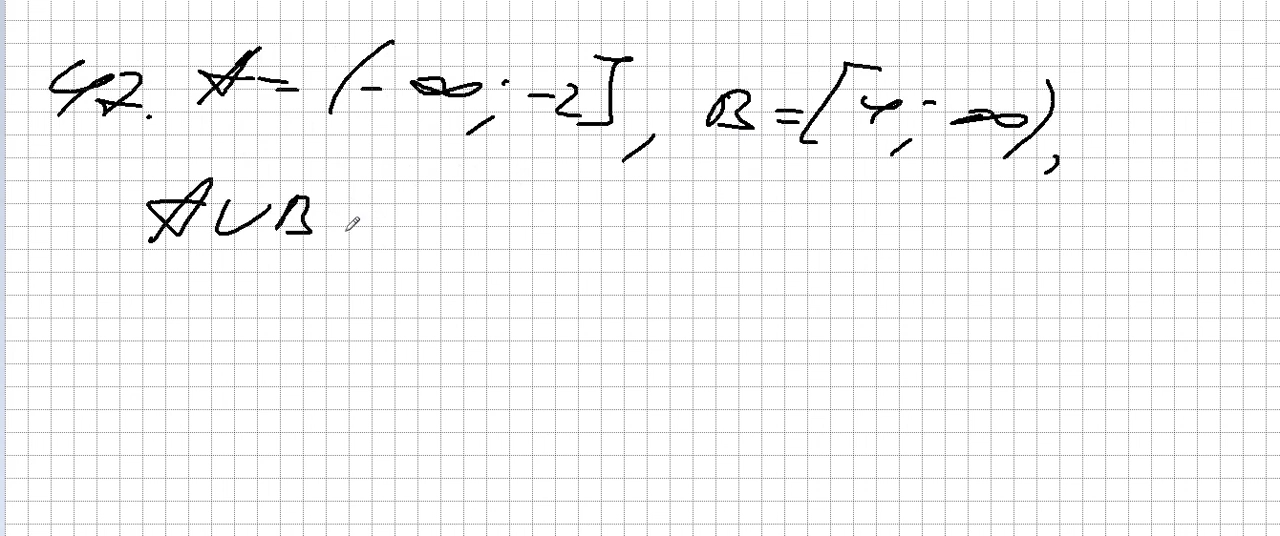 42. A = (-∞; -2], B = [4; ∞),
A∪B